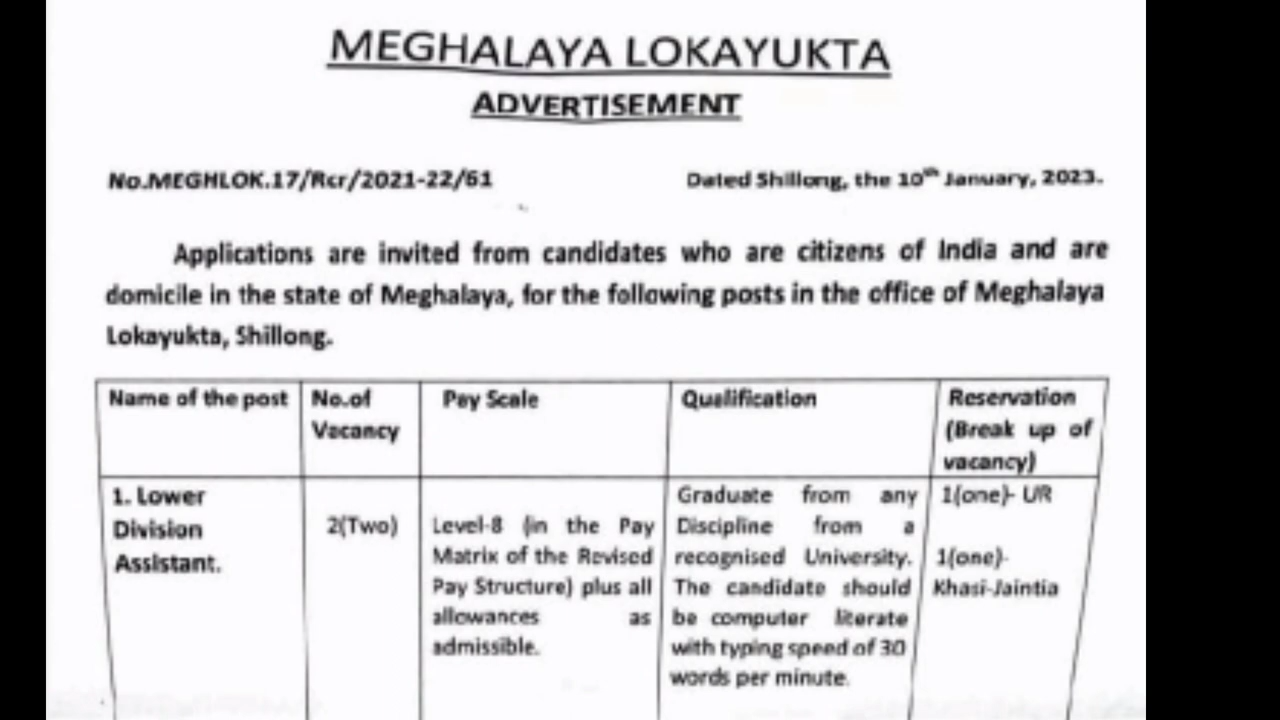 MEGHALAYA LOKAYUKTA
ADVERTISEMENT
No.MEGHLOK.17/Rcr/2021-22/61 Dated Shillong, the 10th January, 2023.
Applications are invited from candidates who are citizens of India and are
domicile in the state of Meghalaya, for the following posts in the office of Meghalaya
Lokayukta, Shillong.
Name of the post
No.of
Vacancy
Pay Scale
Qualification
Reservation
(Break up of
vacancy)
1. Lower
Division
Assistant.
2(Two)
Level-8 (in the Pay
Matrix of the Revised
Pay Structure) plus all
allowances as
admissible.
Graduate from any
Discipline from a
recognised University.
The candidate should
be computer literate
with typing speed of 30
words per minute.
1(one)- UR
1(one)-
Khasi-Jaintia